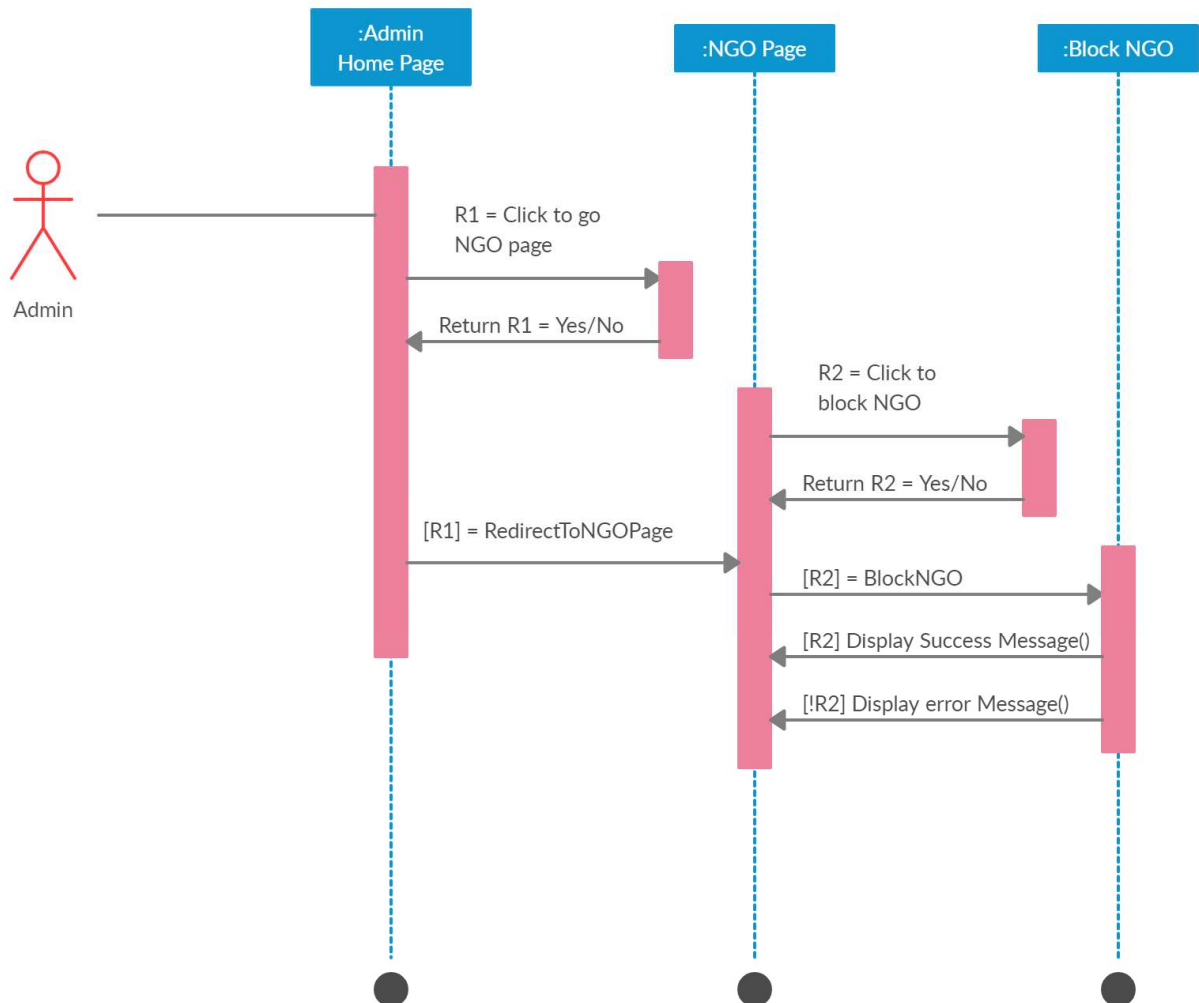 :Admin
Home Page
:NGO Page
:Block NGO
Admin
R1 = Click to go
NGO page
Return R1 = Yes/No
R2 = Click to
block NGO
Return R2 = Yes/No
[R1] = RedirectToNGOPage
[R2] = BlockNGO
[R2] Display Success Message()
[!R2] Display error Message()